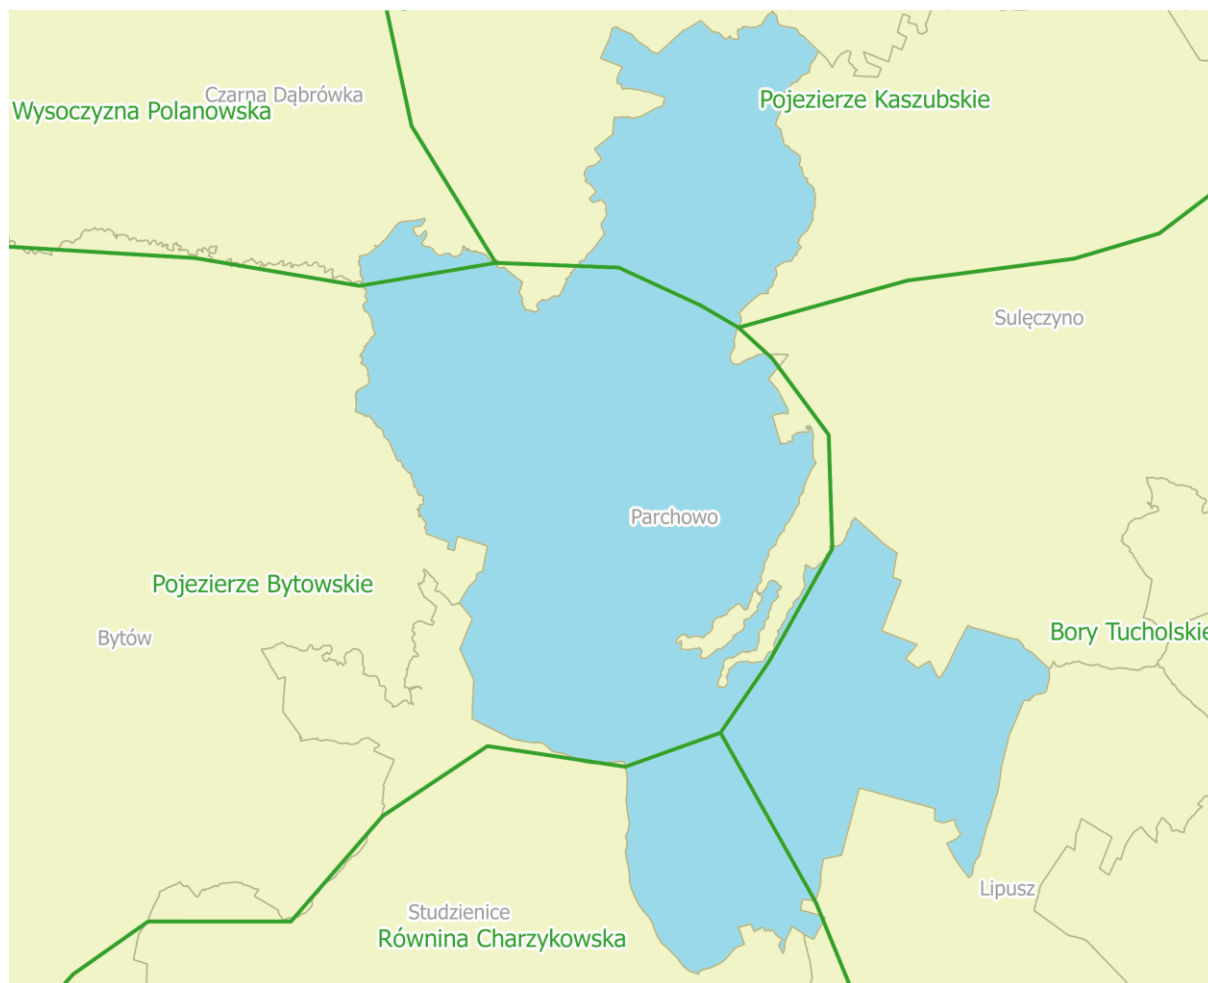 Czarna Dąbrówka
Wysoczyzna Polanowska
Pojezierze Kaszubskie
Sulęczyno
Parchowo
Pojezierze Bytowskie
Bytów
Bory Tucholskie
Lipusz
Studzienice
Równina Charzykowska